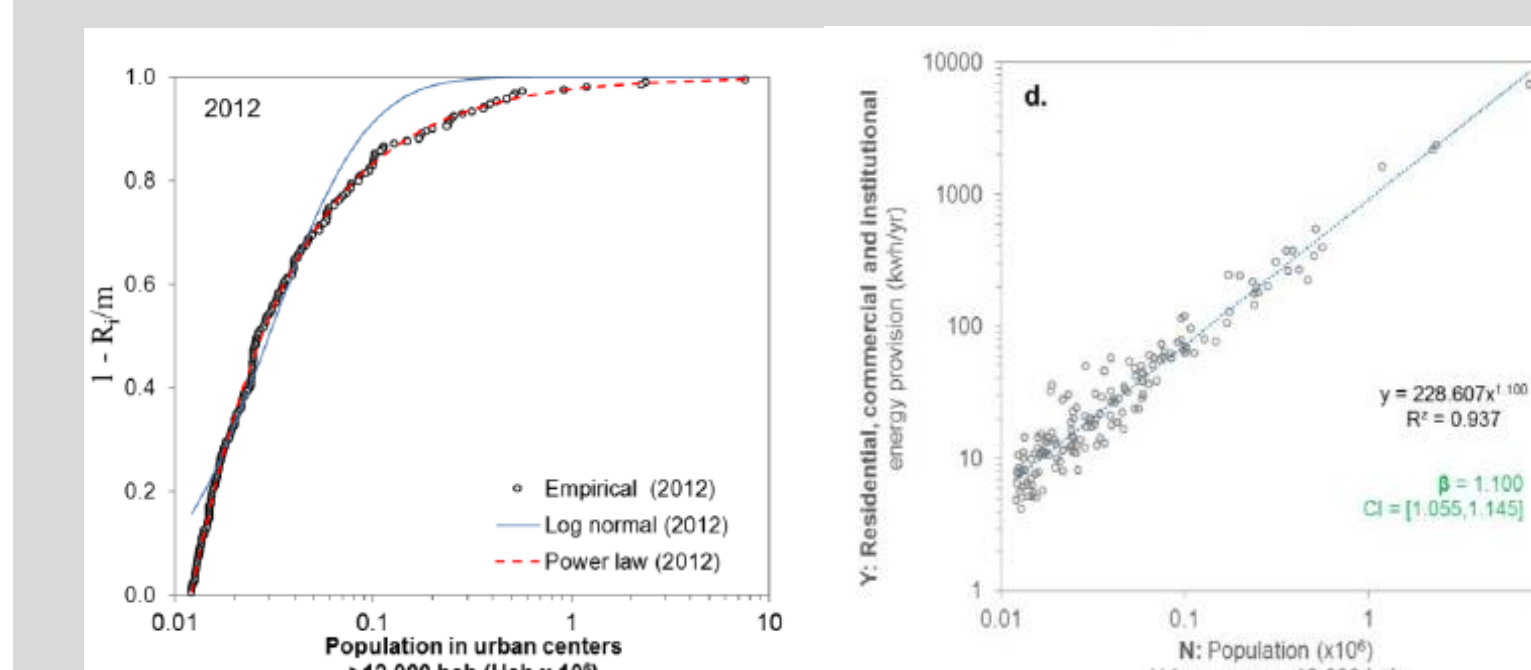 1.0
2012
0.8
0.6
0.4
0.2
0.0
1 - Rᵢ/m
Empirical (2012)
Log normal (2012)
Power law (2012)
0.01 0.1 1 10
Population in urban centers
10000
d.
1000
100
10
1
Y: Residential, commercial and institutional
energy provision (kwh/yr)
y = 228.607x¹·¹⁰⁰
R² = 0.937
β = 1.100
CI = [1.055,1.145]
0.01 0.1 1
N: Population (x10⁶)